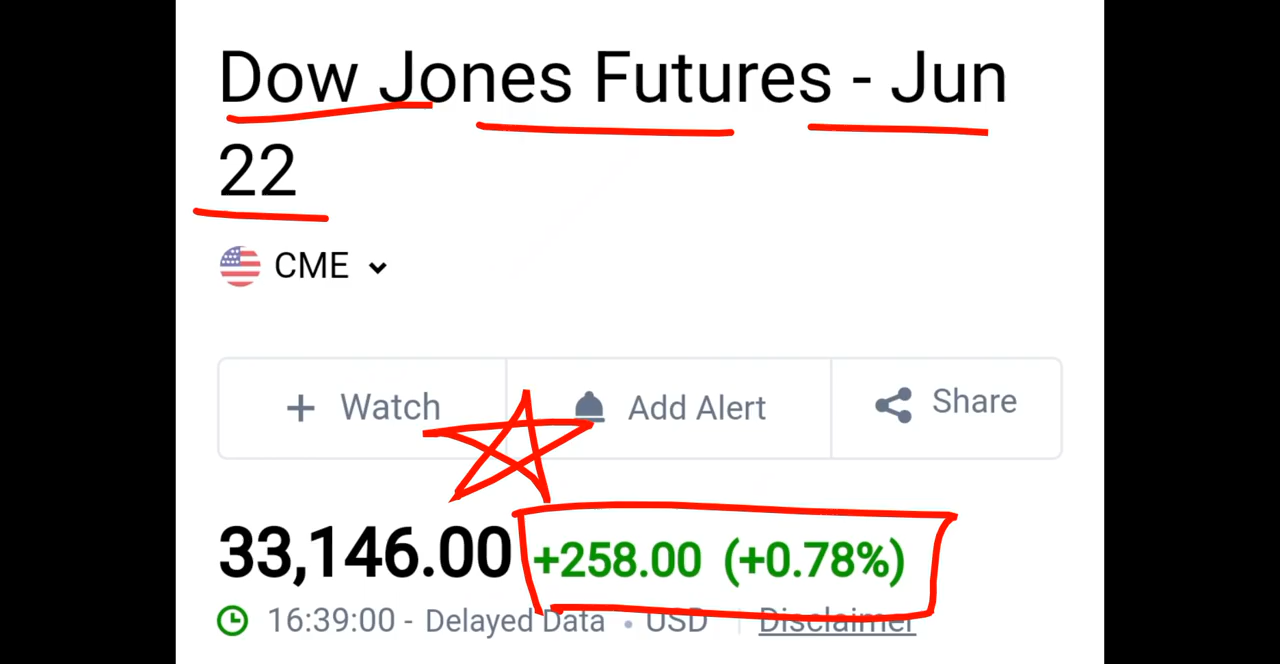 Dow Jones Futures - Jun
22
CME
+ Watch
Add Alert
Share
33,146.00 +258.00 (+0.78%)
16:39:00 - Delayed Data • USD | Disclaimer